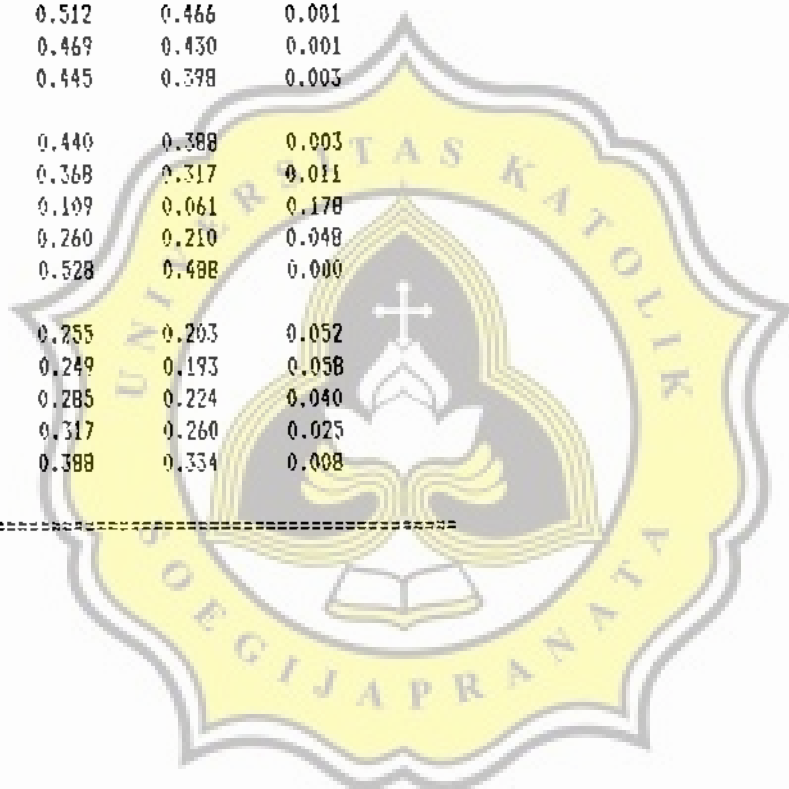 0.512 0.466 0.001
0.469 0.430 0.001
0.445 0.398 0.003
0.440 0.388 0.003
0.368 0.317 0.011
0.109 0.061 0.178
0.260 0.210 0.048
0.528 0.488 0.000
0.255 0.203 0.052
0.249 0.193 0.058
0.285 0.224 0.040
0.317 0.260 0.025
0.388 0.334 0.008
==========================================
UNIVERSITAS KATOLIK
SOEGIJAPRANATA